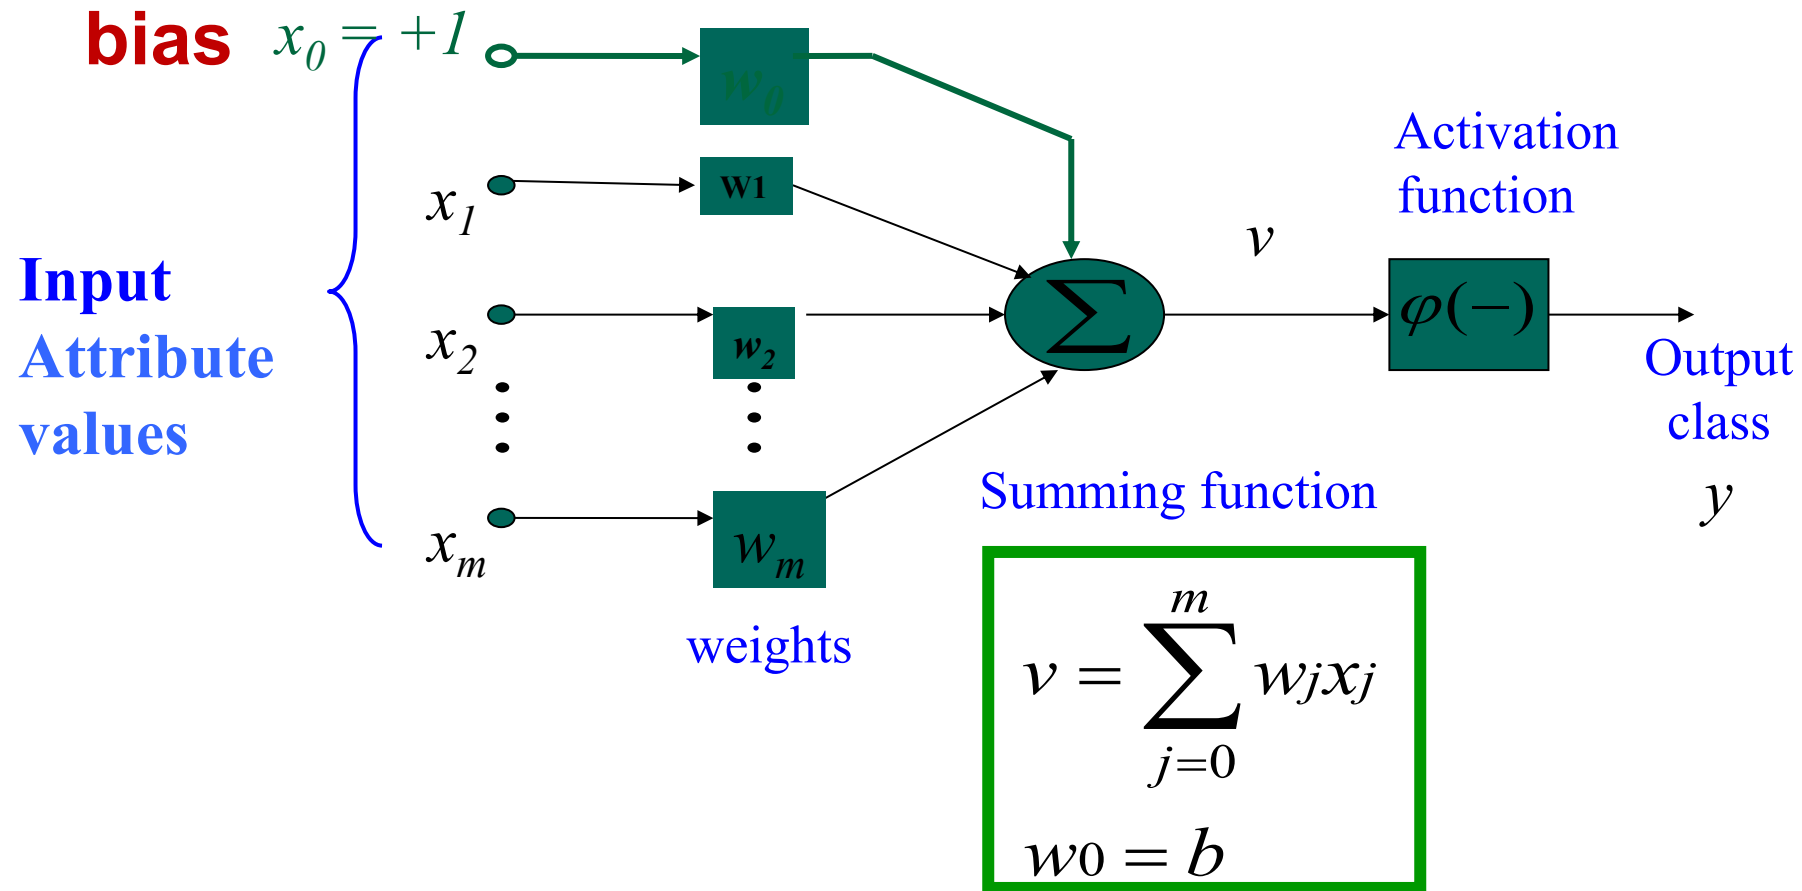 bias x₀ = +1
w₀
Activation
function
x₁
W1
v
Input
Attribute
values
x₂
w₂
Σ
φ(−)
Output
class
y
Summing function
xₘ
wₘ
weights
v = ∑_{j=0}^{m} wⱼxⱼ
w0 = b